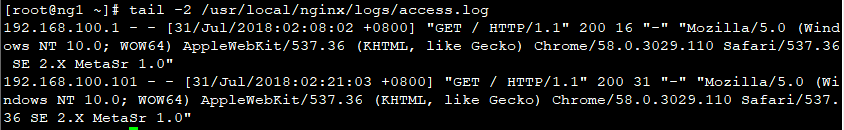 [root@ng1 ~]# tail -2 /usr/local/nginx/logs/access.log
192.168.100.1 - - [31/Jul/2018:02:08:02 +0800] "GET / HTTP/1.1" 200 16 "-" "Mozilla/5.0 (Wind
ows NT 10.0; WOW64) AppleWebKit/537.36 (KHTML, like Gecko) Chrome/58.0.3029.110 Safari/537.36
 SE 2.X MetaSr 1.0"
192.168.100.101 - - [31/Jul/2018:02:21:03 +0800] "GET / HTTP/1.1" 200 31 "-" "Mozilla/5.0 (Wi
ndows NT 10.0; WOW64) AppleWebKit/537.36 (KHTML, like Gecko) Chrome/58.0.3029.110 Safari/537.
36 SE 2.X MetaSr 1.0"